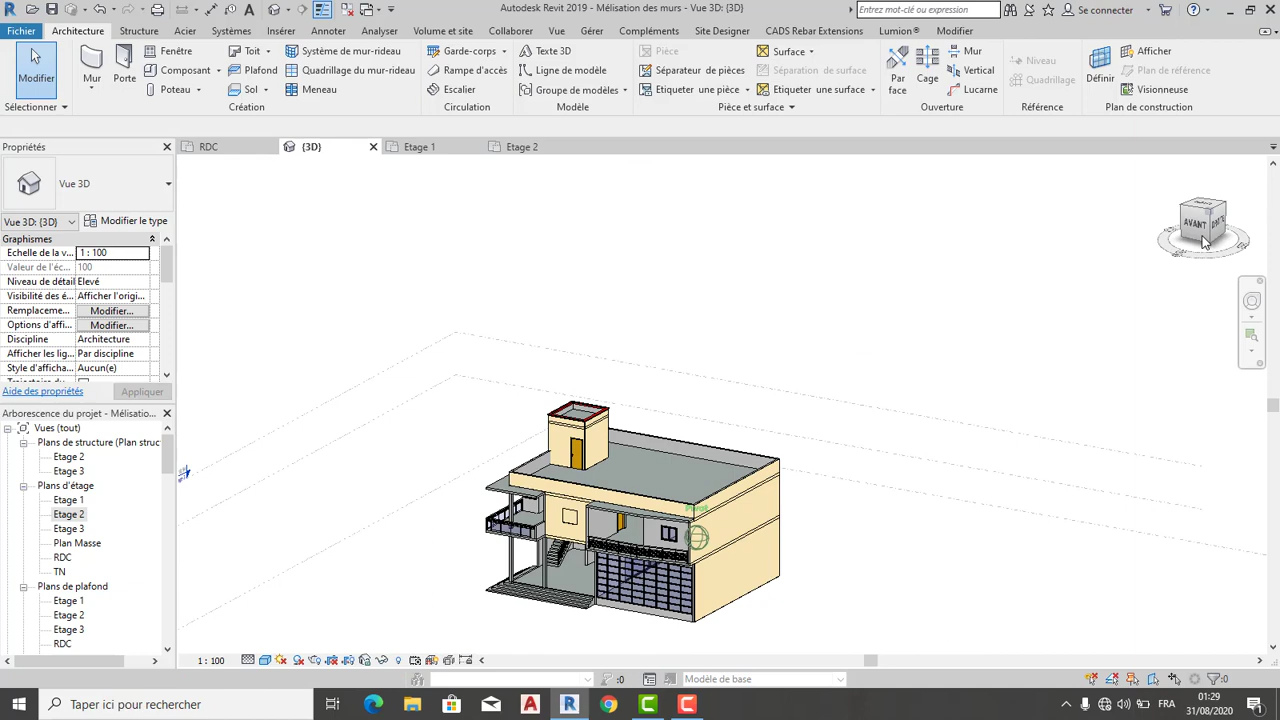 Autodesk Revit 2019 - Mélisation des murs - Vue 3D: {3D}
Entrez mot-clé ou expression
Se connecter
Fichier Architecture Structure Acier Systèmes Insérer Annoter Analyser Volume et site Collaborer Vue Gérer Compléments Site Designer CADS Rebar Extensions Lumion® Modifier
Modifier
Sélectionner
Mur
Porte
Fenêtre
Composant
Poteau
Toit
Plafond
Sol
Système de mur-rideau
Quadrillage du mur-rideau
Meneau
Création
Garde-corps
Rampe d'accès
Escalier
Circulation
Texte 3D
Ligne de modèle
Groupe de modèles
Modèle
Pièce
Séparateur de pièces
Etiqueter une pièce
Surface
Séparation de surface
Etiqueter une surface
Pièce et surface
Par face
Cage
Mur
Vertical
Lucarne
Ouverture
Niveau
Quadrillage
Référence
Définir
Afficher
Plan de référence
Visionneuse
Plan de construction
Propriétés
RDC
{3D}
Etage 1
Etage 2
Vue 3D
Vue 3D: {3D}
Modifier le type
Graphismes
Echelle de la v... 1 : 100
Valeur de l'éc... 100
Niveau de détail Elevé
Visibilité des é... Afficher l'origi...
Remplaceme... Modifier...
Options d'affi... Modifier...
Discipline Architecture
Afficher les lig... Par discipline
Style d'afficha... Aucun(e)
Aide des propriétés
Appliquer
Arborescence du projet - Mélisatio...
Vues (tout)
Plans de structure (Plan struc
Etage 2
Etage 3
Plans d'étage
Etage 1
Etage 2
Etage 3
Plan Masse
RDC
TN
Plans de plafond
Etage 1
Etage 2
Etage 3
RDC
AVANT
Pivot
1 : 100
:0
Modèle de base
:0
Taper ici pour rechercher
FRA
01:29
31/08/2020